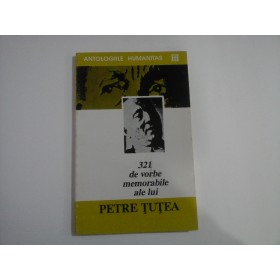 ANTOLOGIILE HUMANITAS
321
de vorbe
memorabile
ale lui
PETRE ȚUȚEA